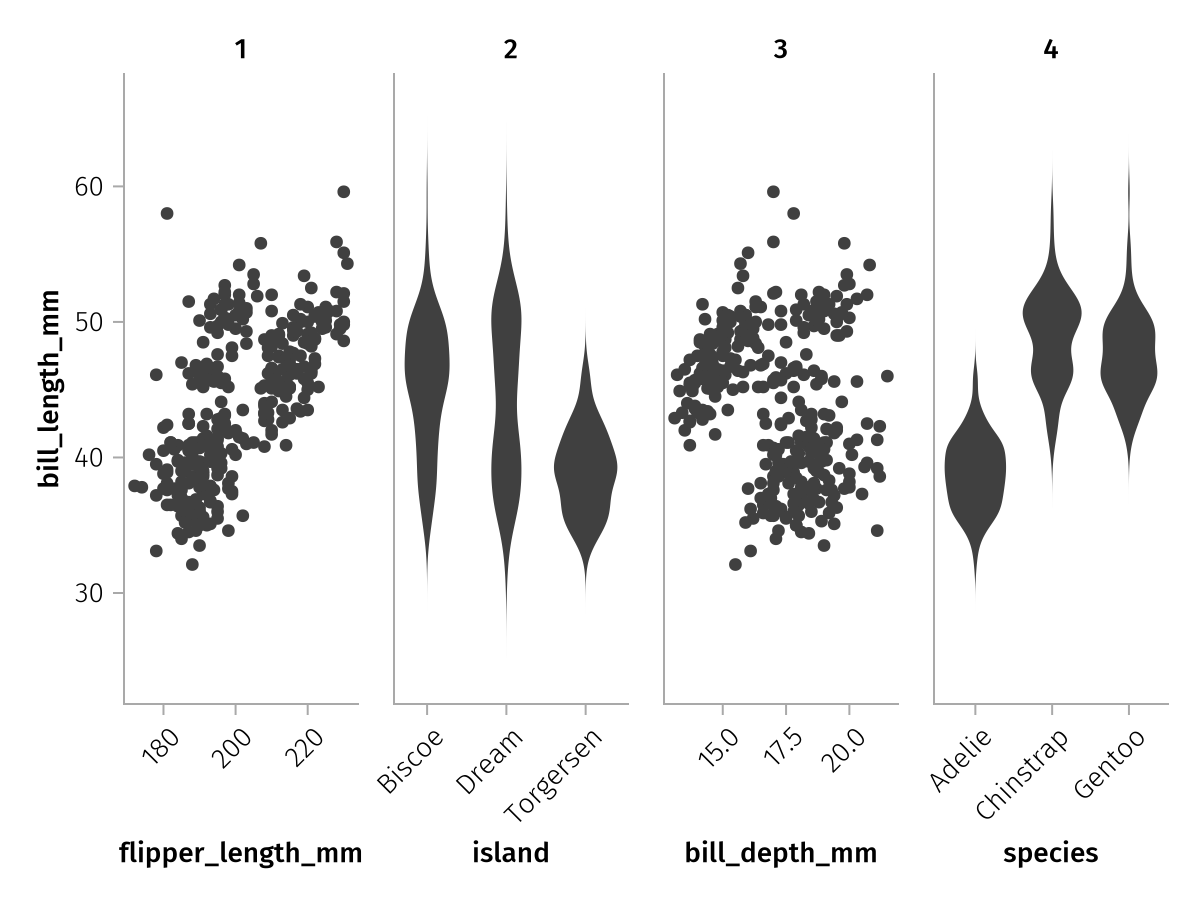 1 2 3 4
bill_length_mm
60
50
40
30
180 200 220
Biscoe Dream Torgersen
15.0 17.5 20.0
Adelie Chinstrap Gentoo
flipper_length_mm island bill_depth_mm species